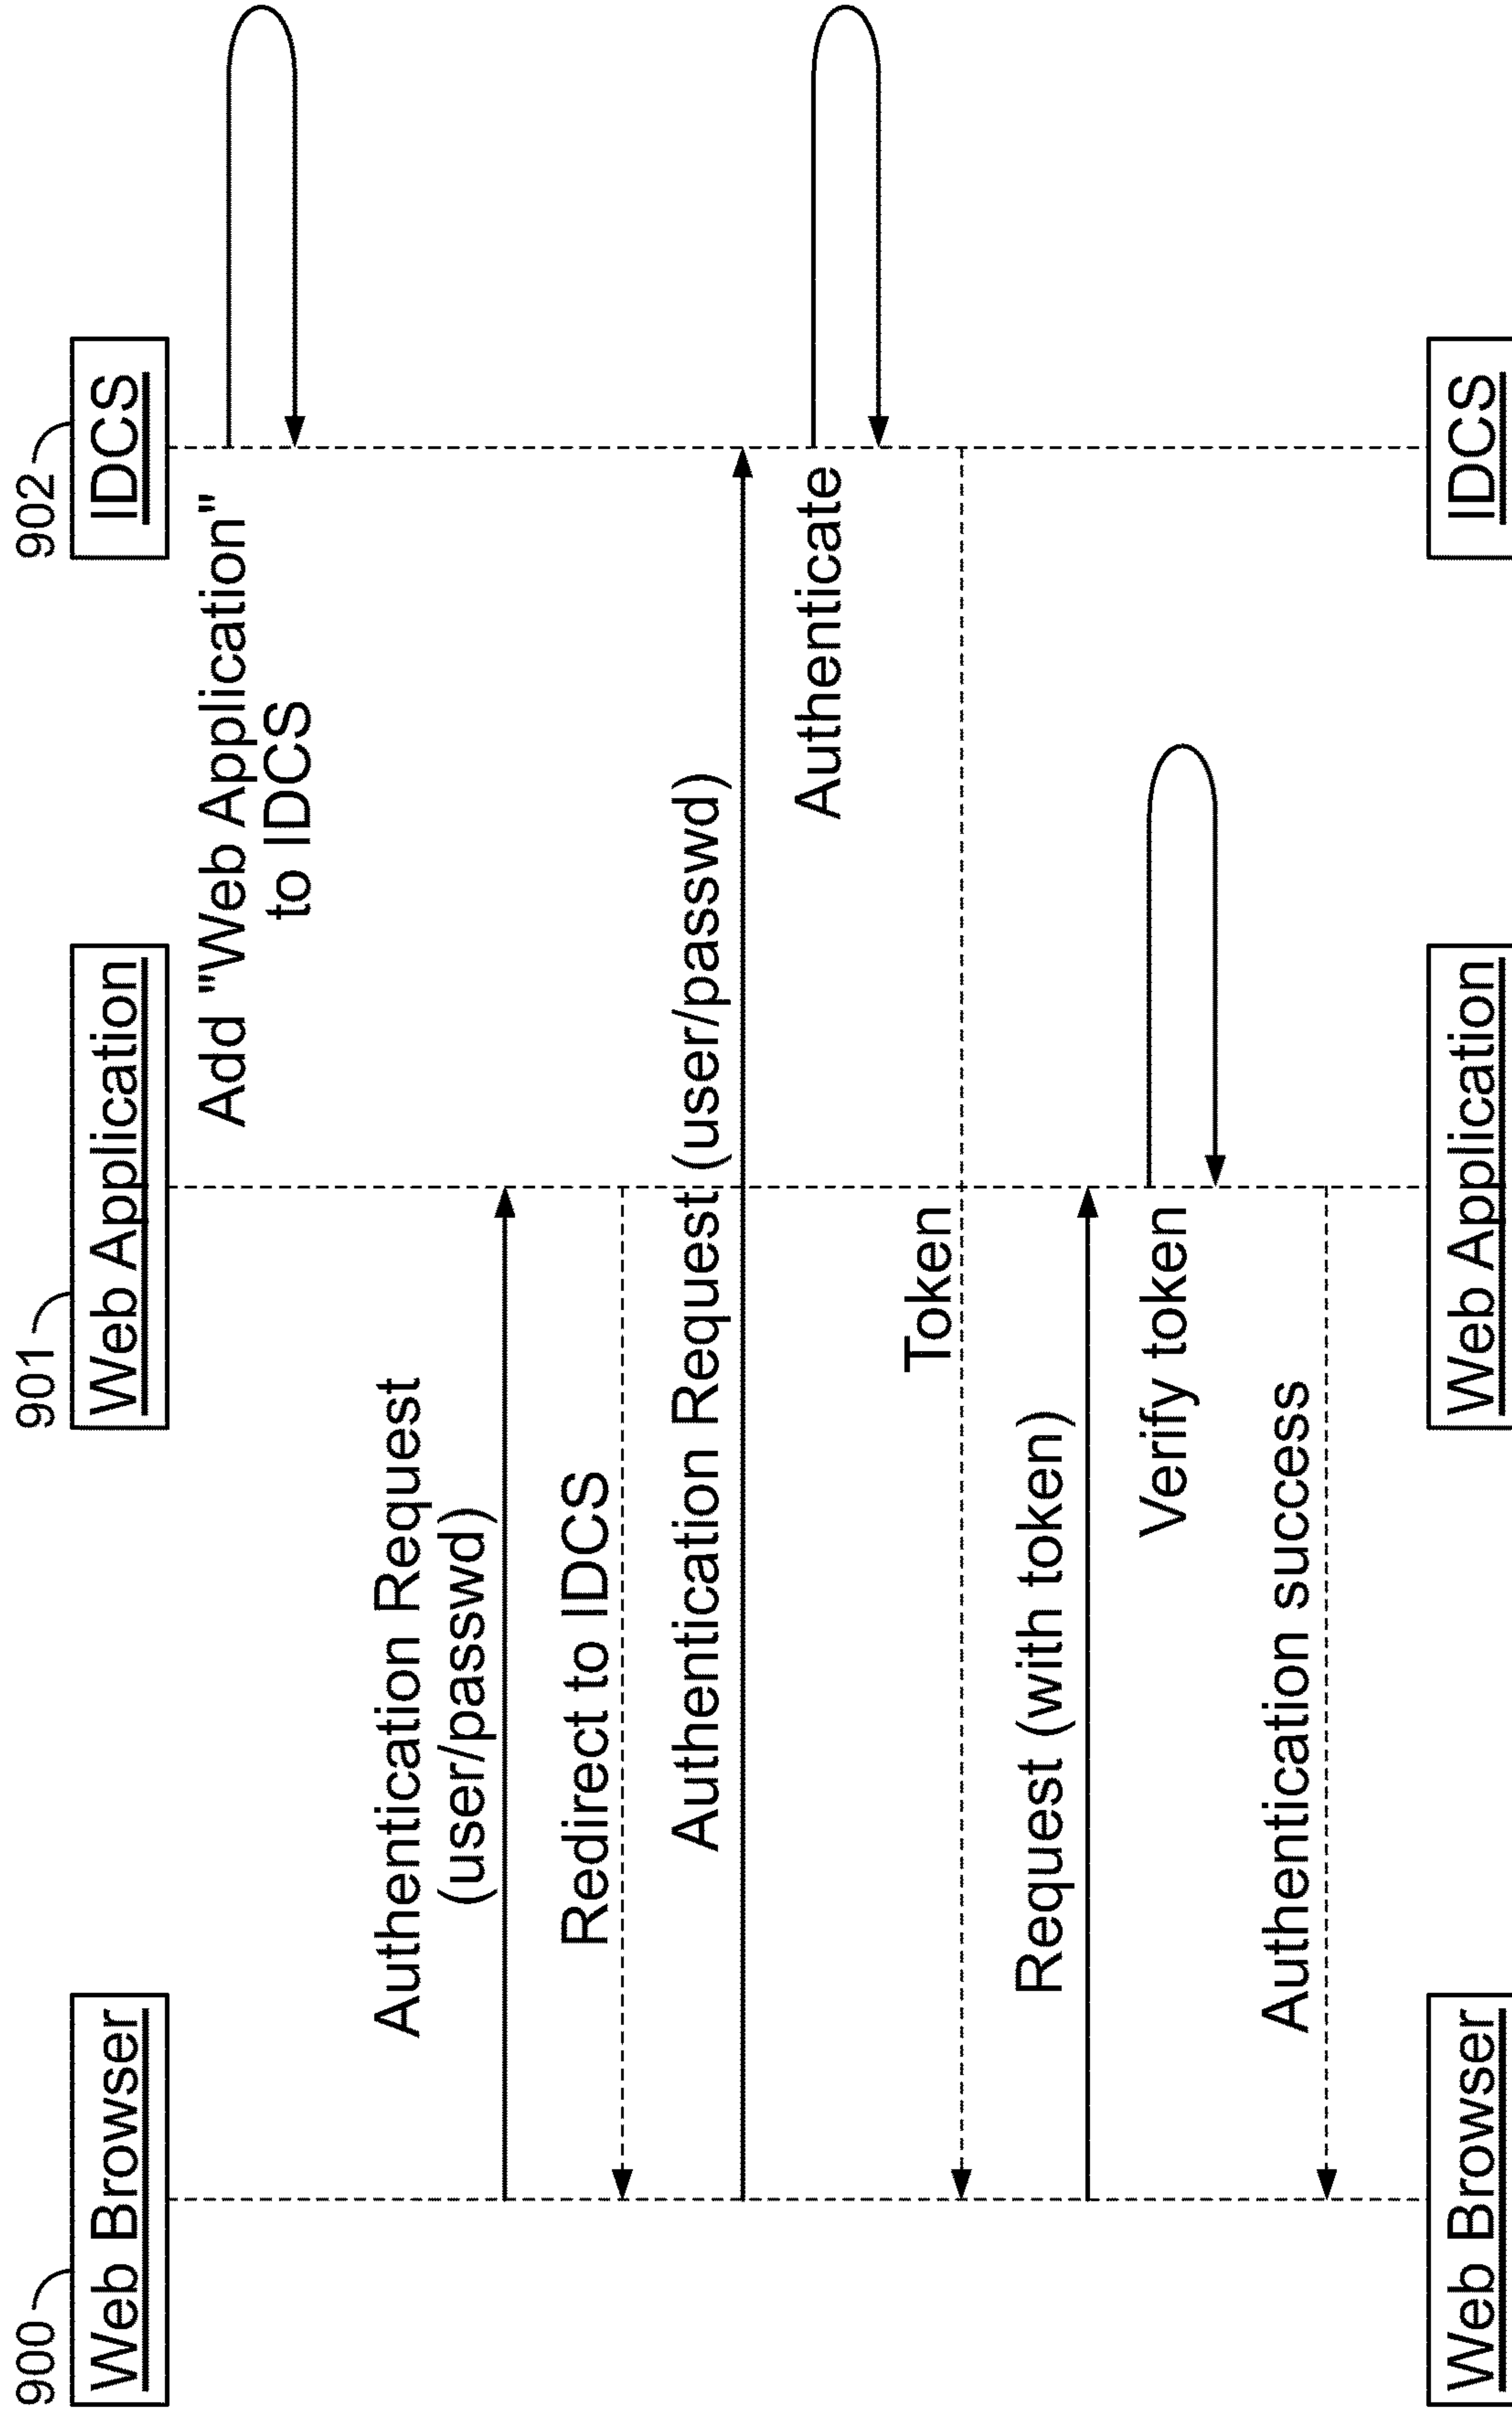 900
901
902
Web Browser
Web Application
IDCS
Add "Web Application"
to IDCS
Authentication Request
(user/passwd)
Redirect to IDCS
Authentication Request (user/passwd)
Authenticate
Token
Request (with token)
Verify token
Authentication success
Web Browser
Web Application
IDCS